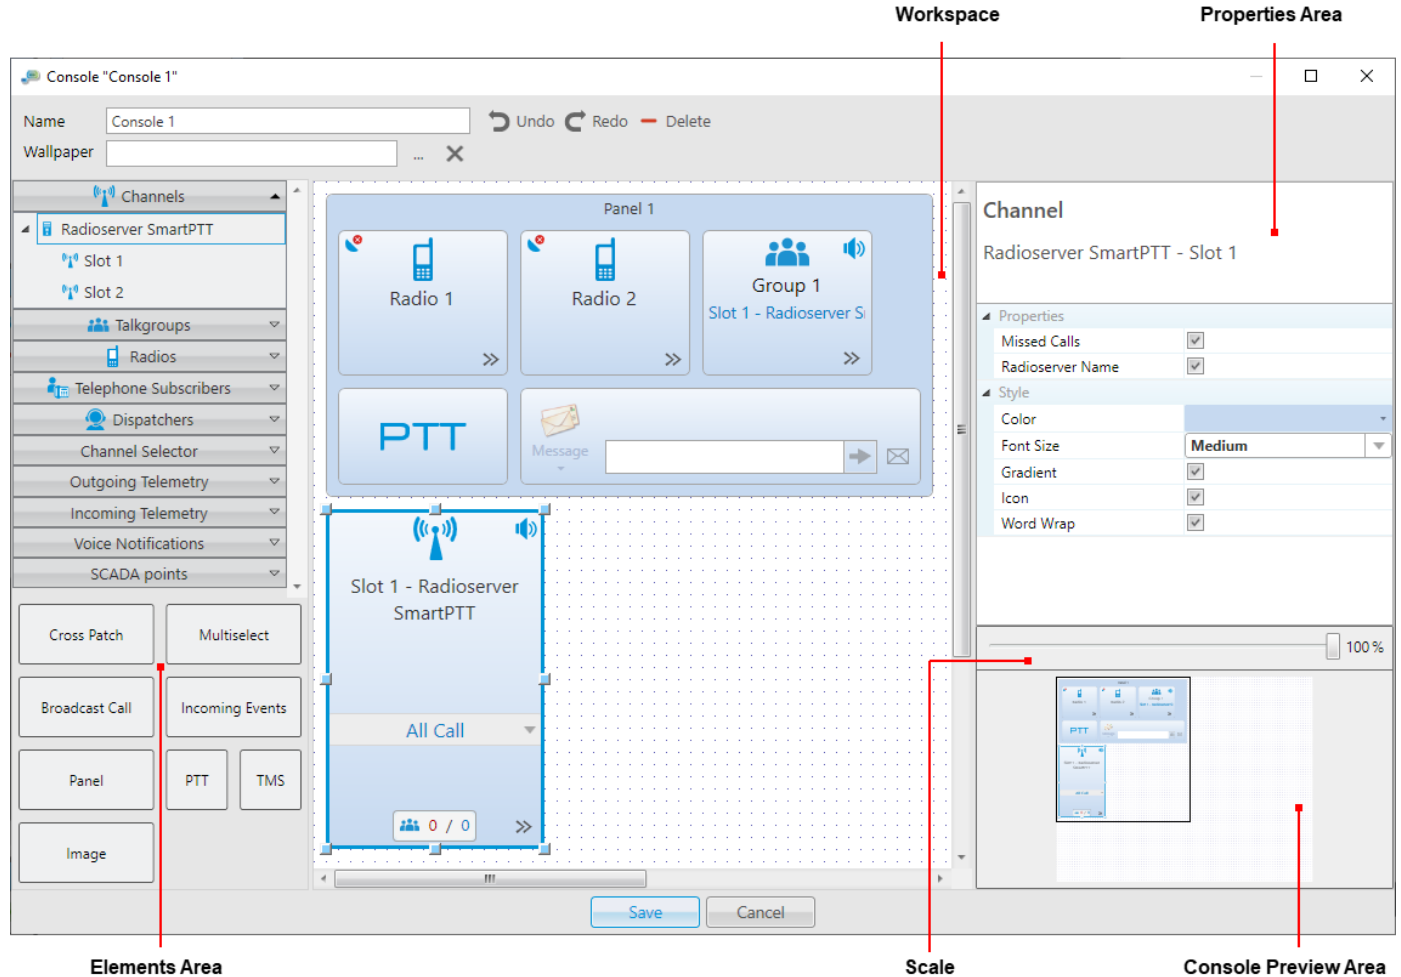 Workspace
Properties Area
Console "Console 1"
Name
Console 1
Undo
Redo
Delete
Wallpaper
...
Channels
Radioserver SmartPTT
Slot 1
Slot 2
Talkgroups
Radios
Telephone Subscribers
Dispatchers
Channel Selector
Outgoing Telemetry
Incoming Telemetry
Voice Notifications
SCADA points
Cross Patch
Multiselect
Broadcast Call
Incoming Events
Panel
PTT
TMS
Image
Panel 1
Radio 1
Radio 2
Group 1
Slot 1 - Radioserver S
PTT
Message
Slot 1 - Radioserver
SmartPTT
All Call
0 / 0
Channel
Radioserver SmartPTT - Slot 1
Properties
Missed Calls
Radioserver Name
Style
Color
Font Size
Medium
Gradient
Icon
Word Wrap
100 %
PTT
All Call
Save
Cancel
Elements Area
Scale
Console Preview Area